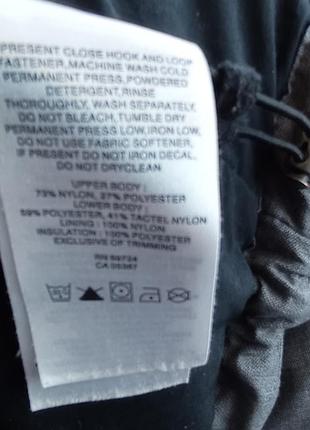 PRESENT CLOSE HOOK AND LOOP
FASTENER, MACHINE WASH COLD
PERMANENT PRESS, POWDERED
DETERGENT, RINSE
THOROUGHLY, WASH SEPARATELY,
DO NOT BLEACH, TUMBLE DRY
PERMANENT PRESS LOW, IRON LOW,
DO NOT USE FABRIC SOFTENER,
IF PRESENT DO NOT IRON DECAL,
DO NOT DRYCLEAN
UPPER BODY :
73% NYLON, 27% POLYESTER
LOWER BODY :
59% POLYESTER, 41% TACTEL NYLON
LINING : 100% NYLON
INSULATION : 100% POLYESTER
EXCLUSIVE OF TRIMMING
RN
CA